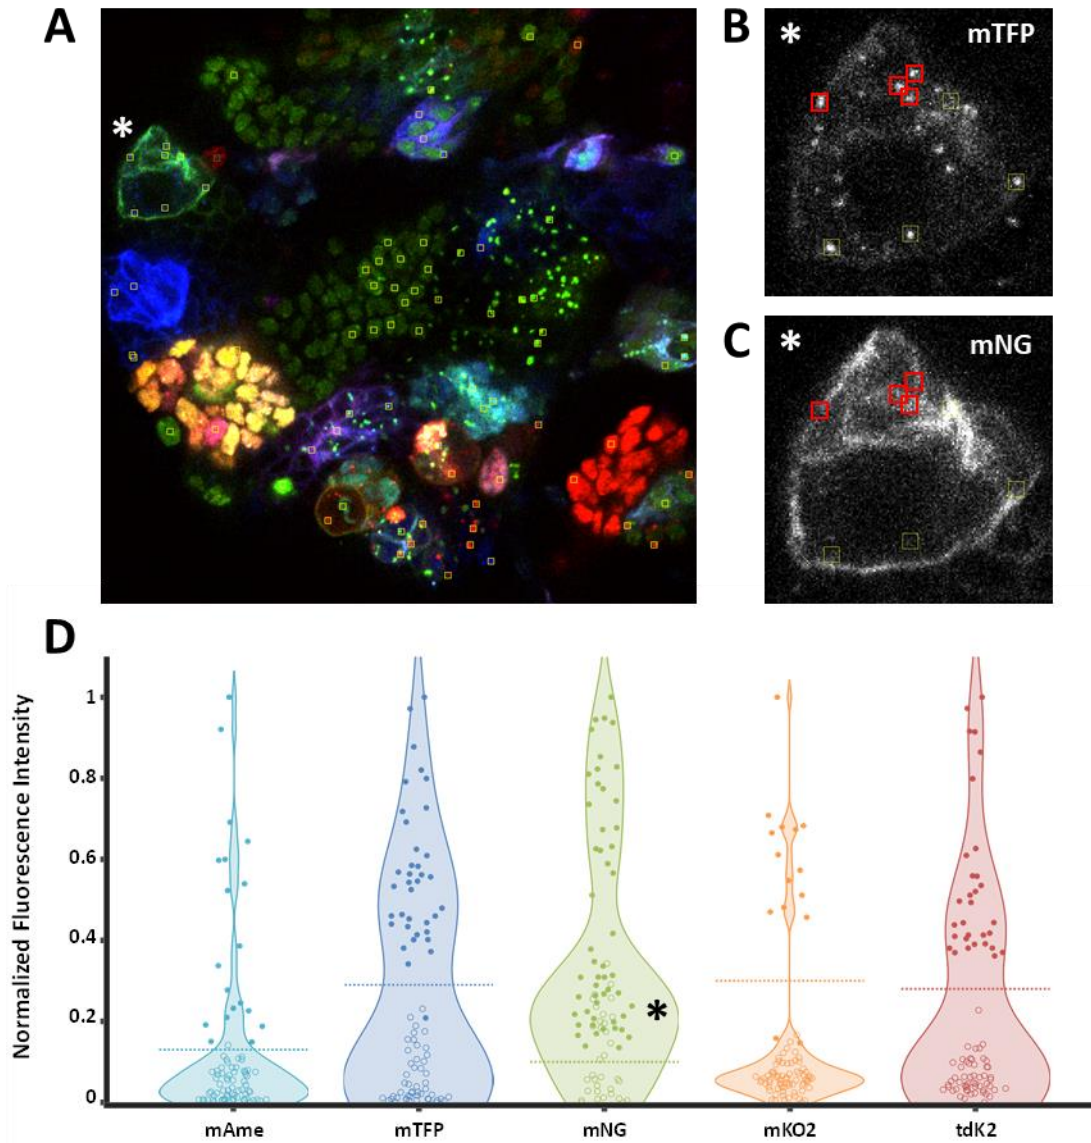 A
*
B
*
mTFP
C
*
mNG
D
Normalized Fluorescence Intensity
1
0.8
0.6
0.4
0.2
0
*
mAme
mTFP
mNG
mKO2
tdK2